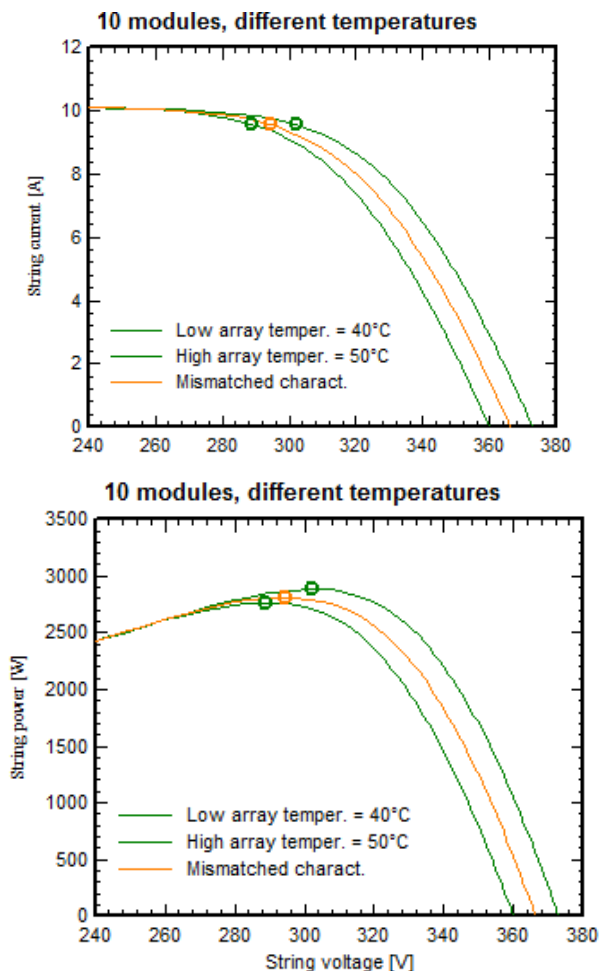 10 modules, different temperatures
12
10
8
6
4
2
0
String current. [A]
Low array temper. = 40°C
High array temper. = 50°C
Mismatched charact.
240 260 280 300 320 340 360 380
10 modules, different temperatures
3500
3000
2500
2000
1500
1000
500
0
String power [W]
Low array temper. = 40°C
High array temper. = 50°C
Mismatched charact.
240 260 280 300 320 340 360 380
String voltage [V]